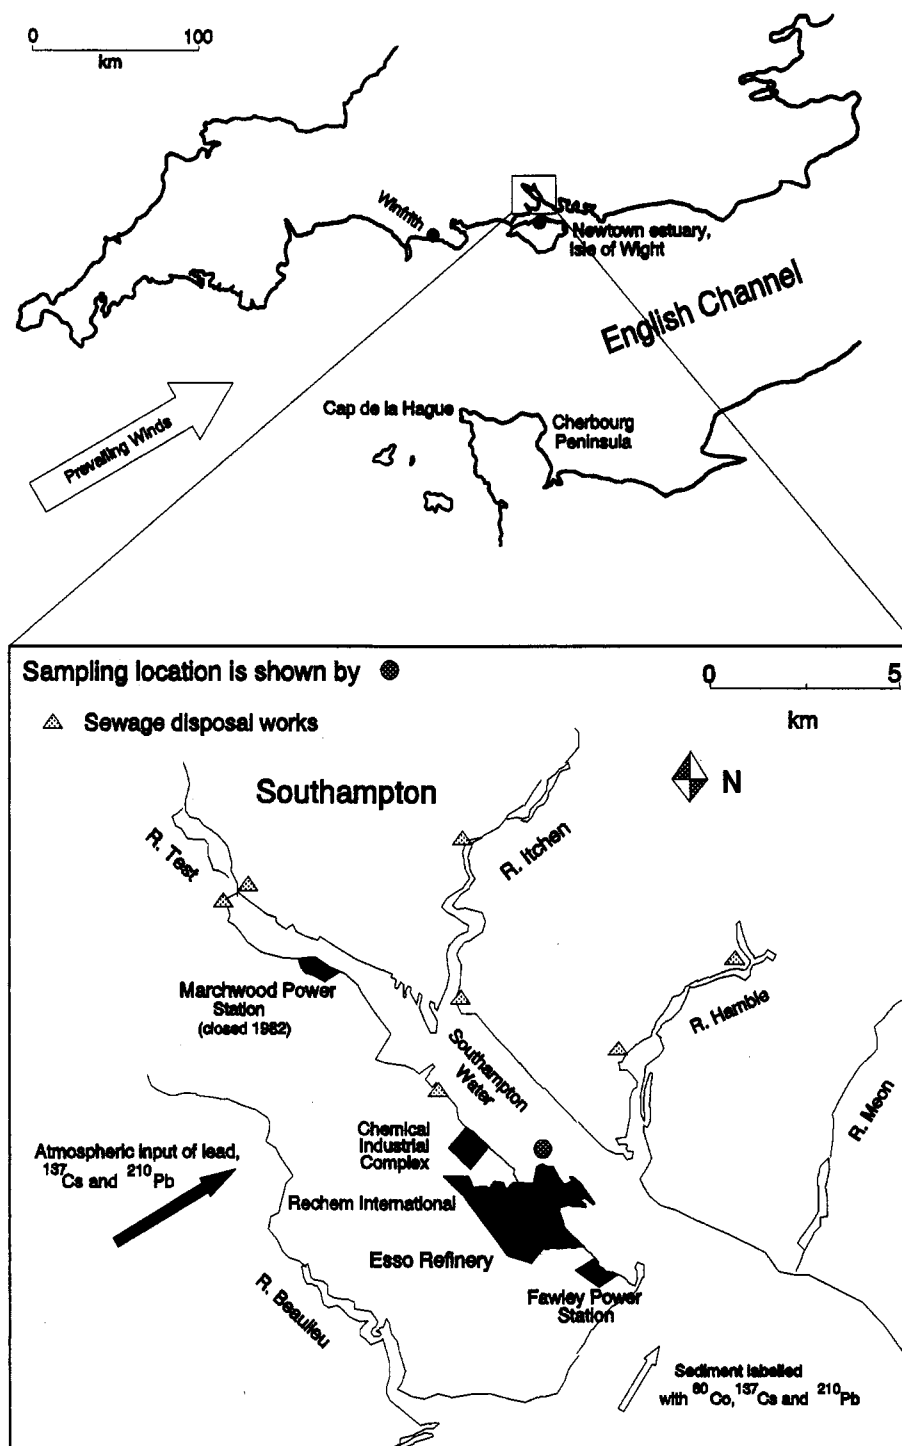 0 100
km
Winfrith
Newtown estuary,
Isle of Wight
English Channel
Prevailing Winds
Cap de la Hague
Cherbourg
Peninsula
Sampling location is shown by
Sewage disposal works
0 5
km
N
Southampton
R. Test
R. Itchen
R. Hamble
R. Meon
Marchwood Power
Station
(closed 1982)
Southampton
Water
Chemical
Industrial
Complex
Atmospheric input of lead,
137Cs and 210Pb
Rechem International
Esso Refinery
Fawley Power
Station
R. Beaulieu
Sediment labelled
with 60Co, 137Cs and 210Pb